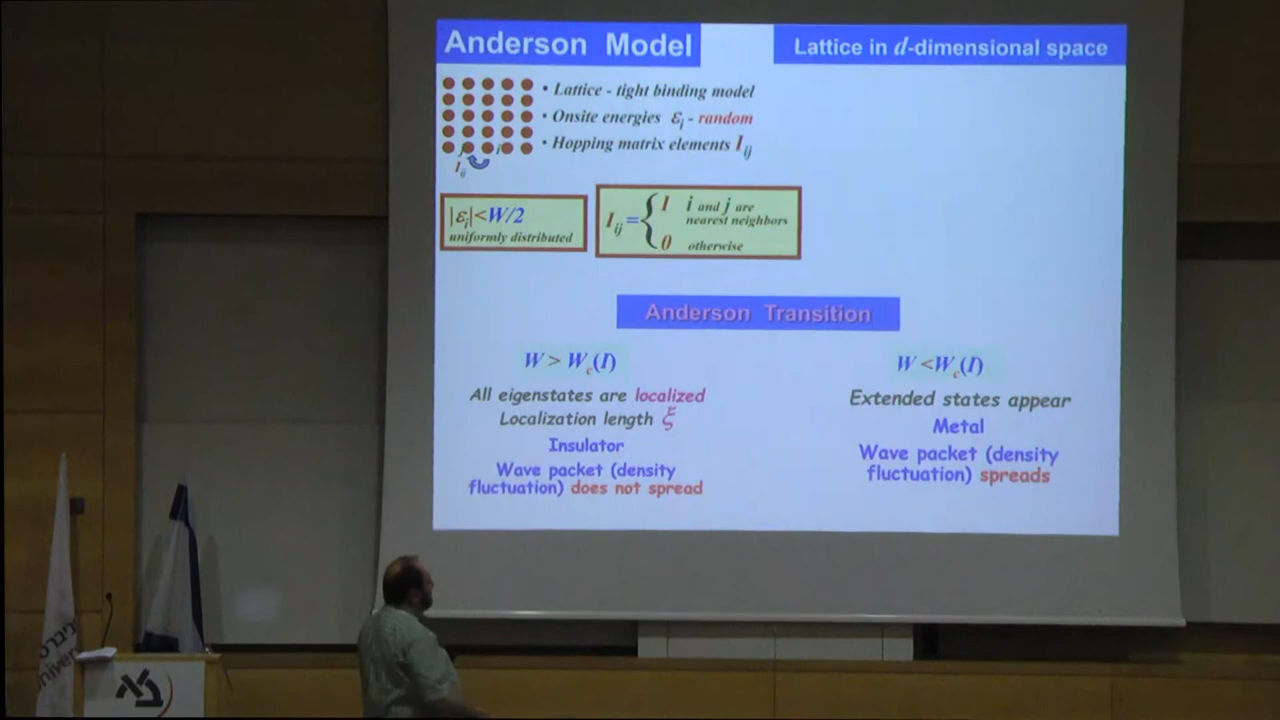 Anderson Model
Lattice in d-dimensional space
• Lattice - tight binding model
• Onsite energies εi - random
• Hopping matrix elements Iij
j i
Iij
|εi|<W/2
uniformly distributed
Iij = { I i and j are nearest neighbors
0 otherwise
Anderson Transition
W > Wc(I)
All eigenstates are localized
Localization length ξ
Insulator
Wave packet (density
fluctuation) does not spread
W <Wc(I)
Extended states appear
Metal
Wave packet (density
fluctuation) spreads